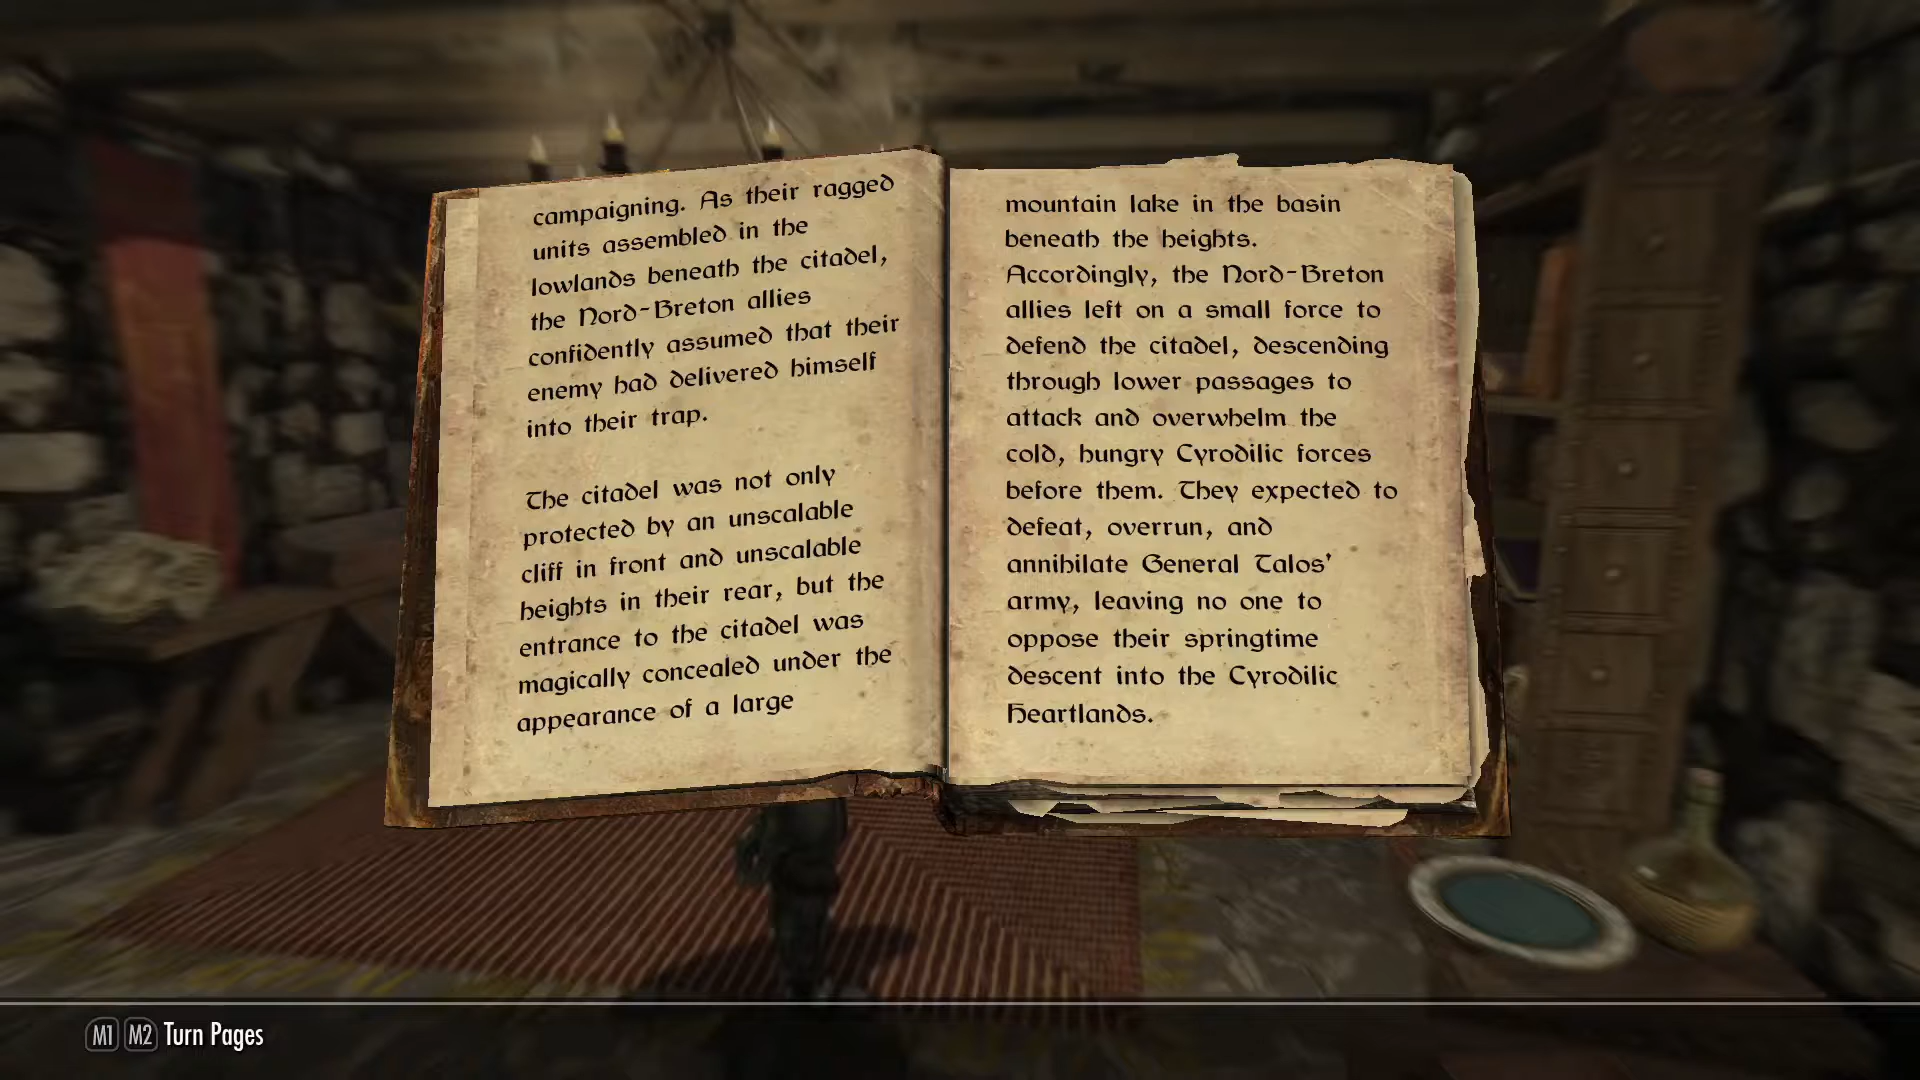 campaigning. As their ragged
units assembled in the
lowlands beneath the citadel,
the Nord-Breton allies
confidently assumed that their
enemy had delivered himself
into their trap.
The citadel was not only
protected by an unscalable
cliff in front and unscalable
heights in their rear, but the
entrance to the citadel was
magically concealed under the
appearance of a large
mountain lake in the basin
beneath the heights.
Accordingly, the Nord-Breton
allies left on a small force to
defend the citadel, descending
through lower passages to
attack and overwhelm the
cold, hungry Cyrodilic forces
before them. They expected to
defeat, overrun, and
annihilate General Talos'
army, leaving no one to
oppose their springtime
descent into the Cyrodilic
Heartlands.
M1 M2 Turn Pages